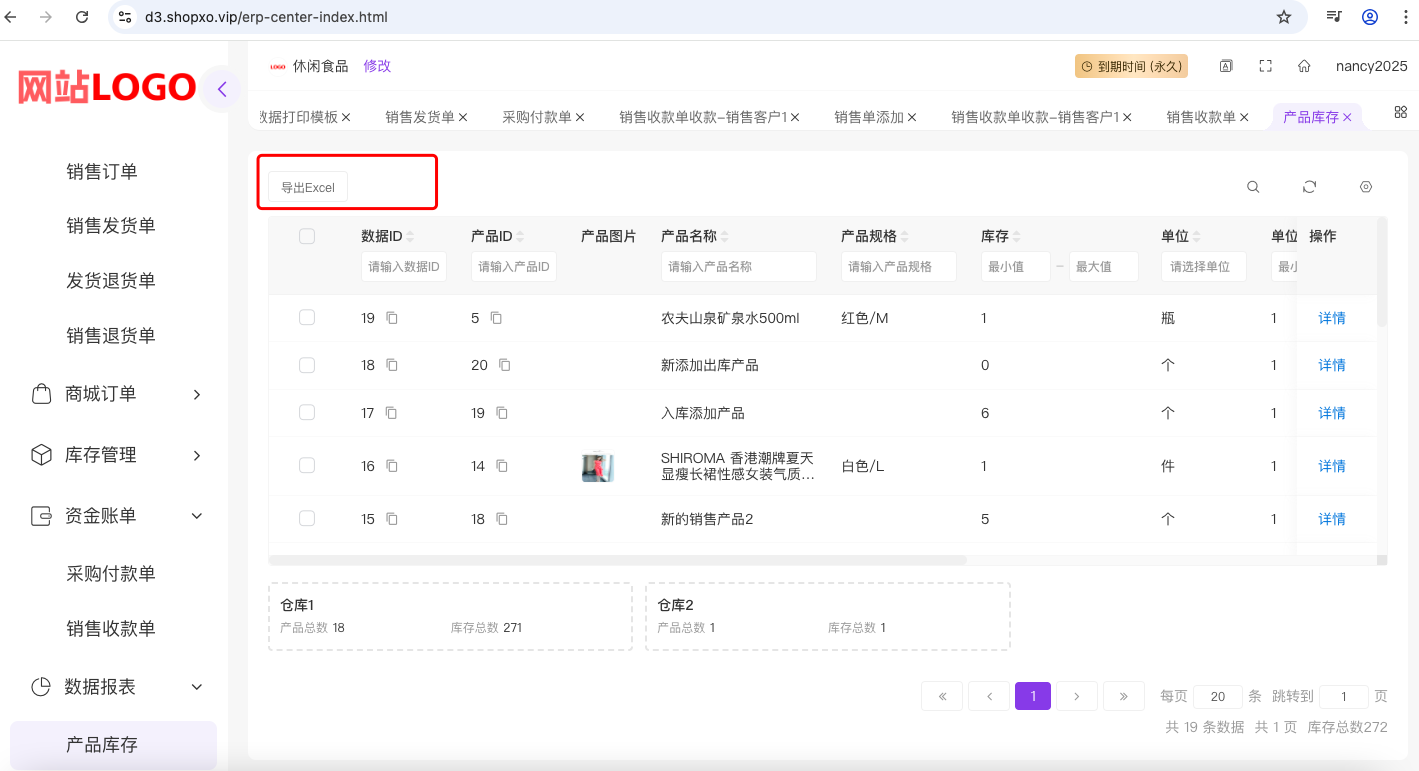 d3.shopxo.vip/erp-center-index.html
网站LOGO
LOGO 休闲食品 修改
到期时间 (永久)
nancy2025
数据打印模板 销售发货单 采购付款单 销售收款单收款-销售客户1 销售单添加 销售收款单收款-销售客户1 销售收款单 产品库存
销售订单
销售发货单
发货退货单
销售退货单
商城订单
库存管理
资金账单
采购付款单
销售收款单
数据报表
产品库存
导出Excel
数据ID 产品ID 产品图片 产品名称 产品规格 库存 单位 单位 操作
请输入数据ID 请输入产品ID 请输入产品名称 请输入产品规格 最小值 – 最大值 请选择单位 最小
19 5 农夫山泉矿泉水500ml 红色/M 1 瓶 1 详情
18 20 新添加出库产品 0 个 1 详情
17 19 入库添加产品 6 个 1 详情
16 14 SHIROMA 香港潮牌夏天
显瘦长裙性感女装气质... 白色/L 1 件 1 详情
15 18 新的销售产品2 5 个 1 详情
仓库1
产品总数 18 库存总数 271
仓库2
产品总数 1 库存总数 1
« ‹ 1 › » 每页 20 条 跳转到 1 页
共 19 条数据 共 1 页 库存总数272